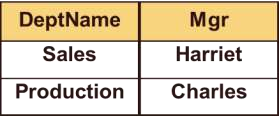 DeptName Mgr
Sales Harriet
Production Charles